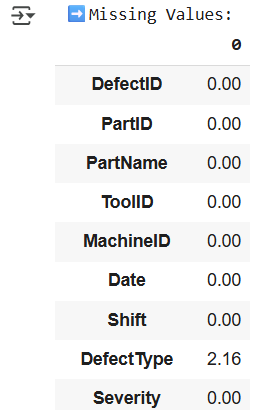 ➡️ Missing Values:
0
DefectID 0.00
PartID 0.00
PartName 0.00
ToolID 0.00
MachineID 0.00
Date 0.00
Shift 0.00
DefectType 2.16
Severity 0.00